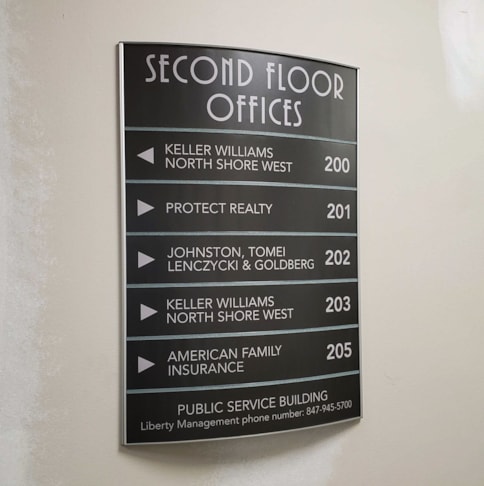 SECOND FLOOR
OFFICES
KELLER WILLIAMS
NORTH SHORE WEST 200
PROTECT REALTY 201
JOHNSTON, TOMEI
LENCZYCKI & GOLDBERG 202
KELLER WILLIAMS
NORTH SHORE WEST 203
AMERICAN FAMILY
INSURANCE 205
PUBLIC SERVICE BUILDING
Liberty Management phone number: 847-945-5700